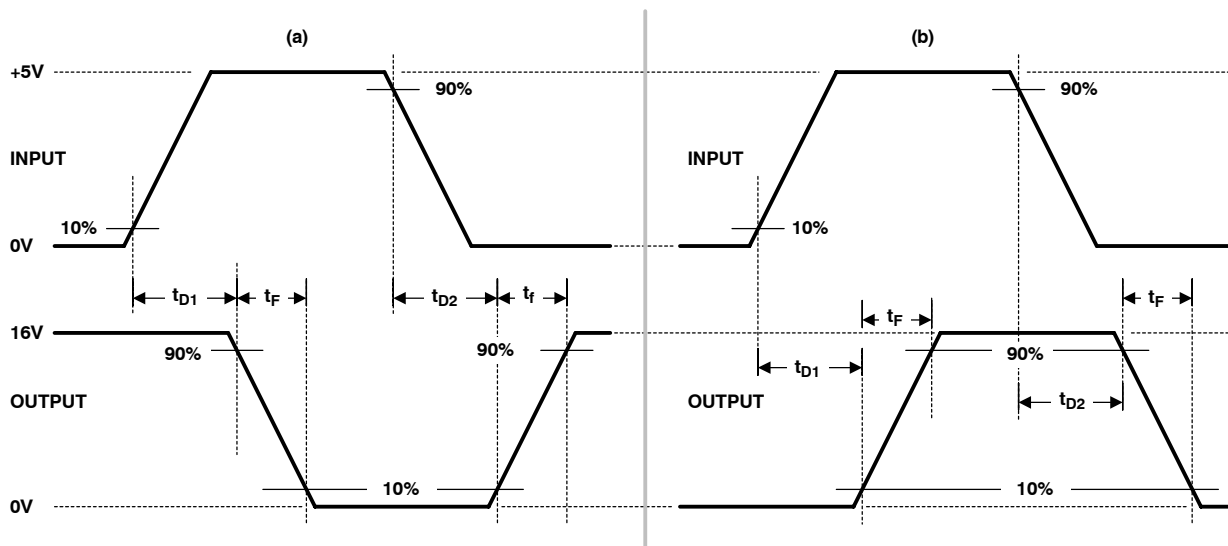 (a)
(b)
+5V
90%
90%
INPUT
INPUT
10%
10%
0V
tD1
tF
tD2
tf
tF
tF
16V
90%
90%
90%
tD1
OUTPUT
OUTPUT
tD2
10%
10%
0V